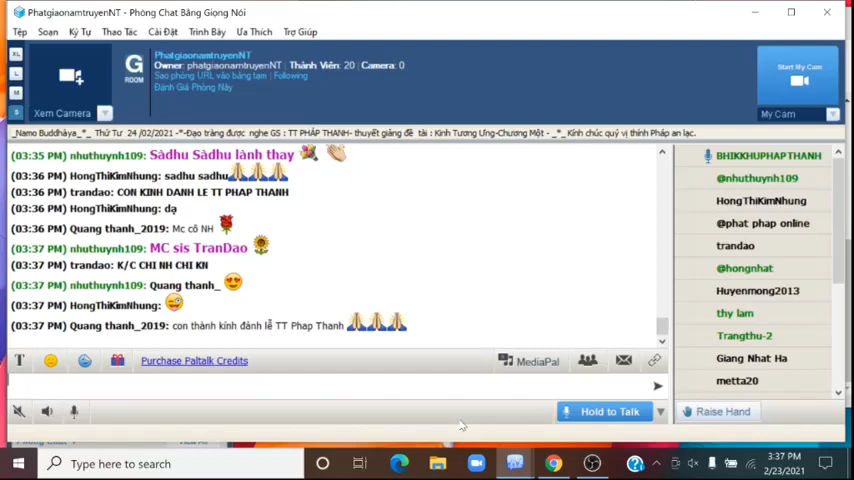 PhatgiaonamtruyenNT - Phòng Chat Bằng Giọng Nói
Tệp Soạn Ký Tự Thao Tác Cài Đặt Trình Bày Ưa Thích Trợ Giúp
XL
L
M
S
Xem Camera
G
ROOM
PhatgiaonamtruyenNT
Owner: phatgiaonamtruyenNT | Thành Viên: 20 | Camera: 0
Sao phòng URL vào bảng tạm | Following
Đánh Giá Phòng Này
Start My Cam
My Cam
_Namo Buddhàya_*_ Thứ Tư 24 /02/2021 -*-Đạo tràng được nghe GS : TT PHÁP THANH- thuyết giảng đề tài : Kinh Tương Ưng-Chương Một - _*_Kính chúc quý vị thính Pháp an lạc.
(03:35 PM) nhuthuynh109: Sàdhu Sàdhu lành thay
(03:36 PM) HongThiKimNhung: sadhu sadhu
(03:36 PM) trandao: CON KINH DANH LE TT PHAP THANH
(03:36 PM) HongThiKimNhung: dạ
(03:36 PM) Quang thanh_2019: Mc cô NH
(03:37 PM) nhuthuynh109: MC sis TranDao
(03:37 PM) trandao: K/C CHI NH CHI KN
(03:37 PM) nhuthuynh109: Quang thanh_
(03:37 PM) HongThiKimNhung:
(03:37 PM) Quang thanh_2019: con thành kính đảnh lễ TT Phap Thanh
BHIKKHUPHAPTHANH
@nhuthuynh109
HongThiKimNhung
@phat phap online
trandao
@hongnhat
Huyenmong2013
thy lam
Trangthu-2
Giang Nhat Ha
metta20
T Purchase Paltalk Credits MediaPal
Hold to Talk Raise Hand
Type here to search
3:37 PM
2/23/2021